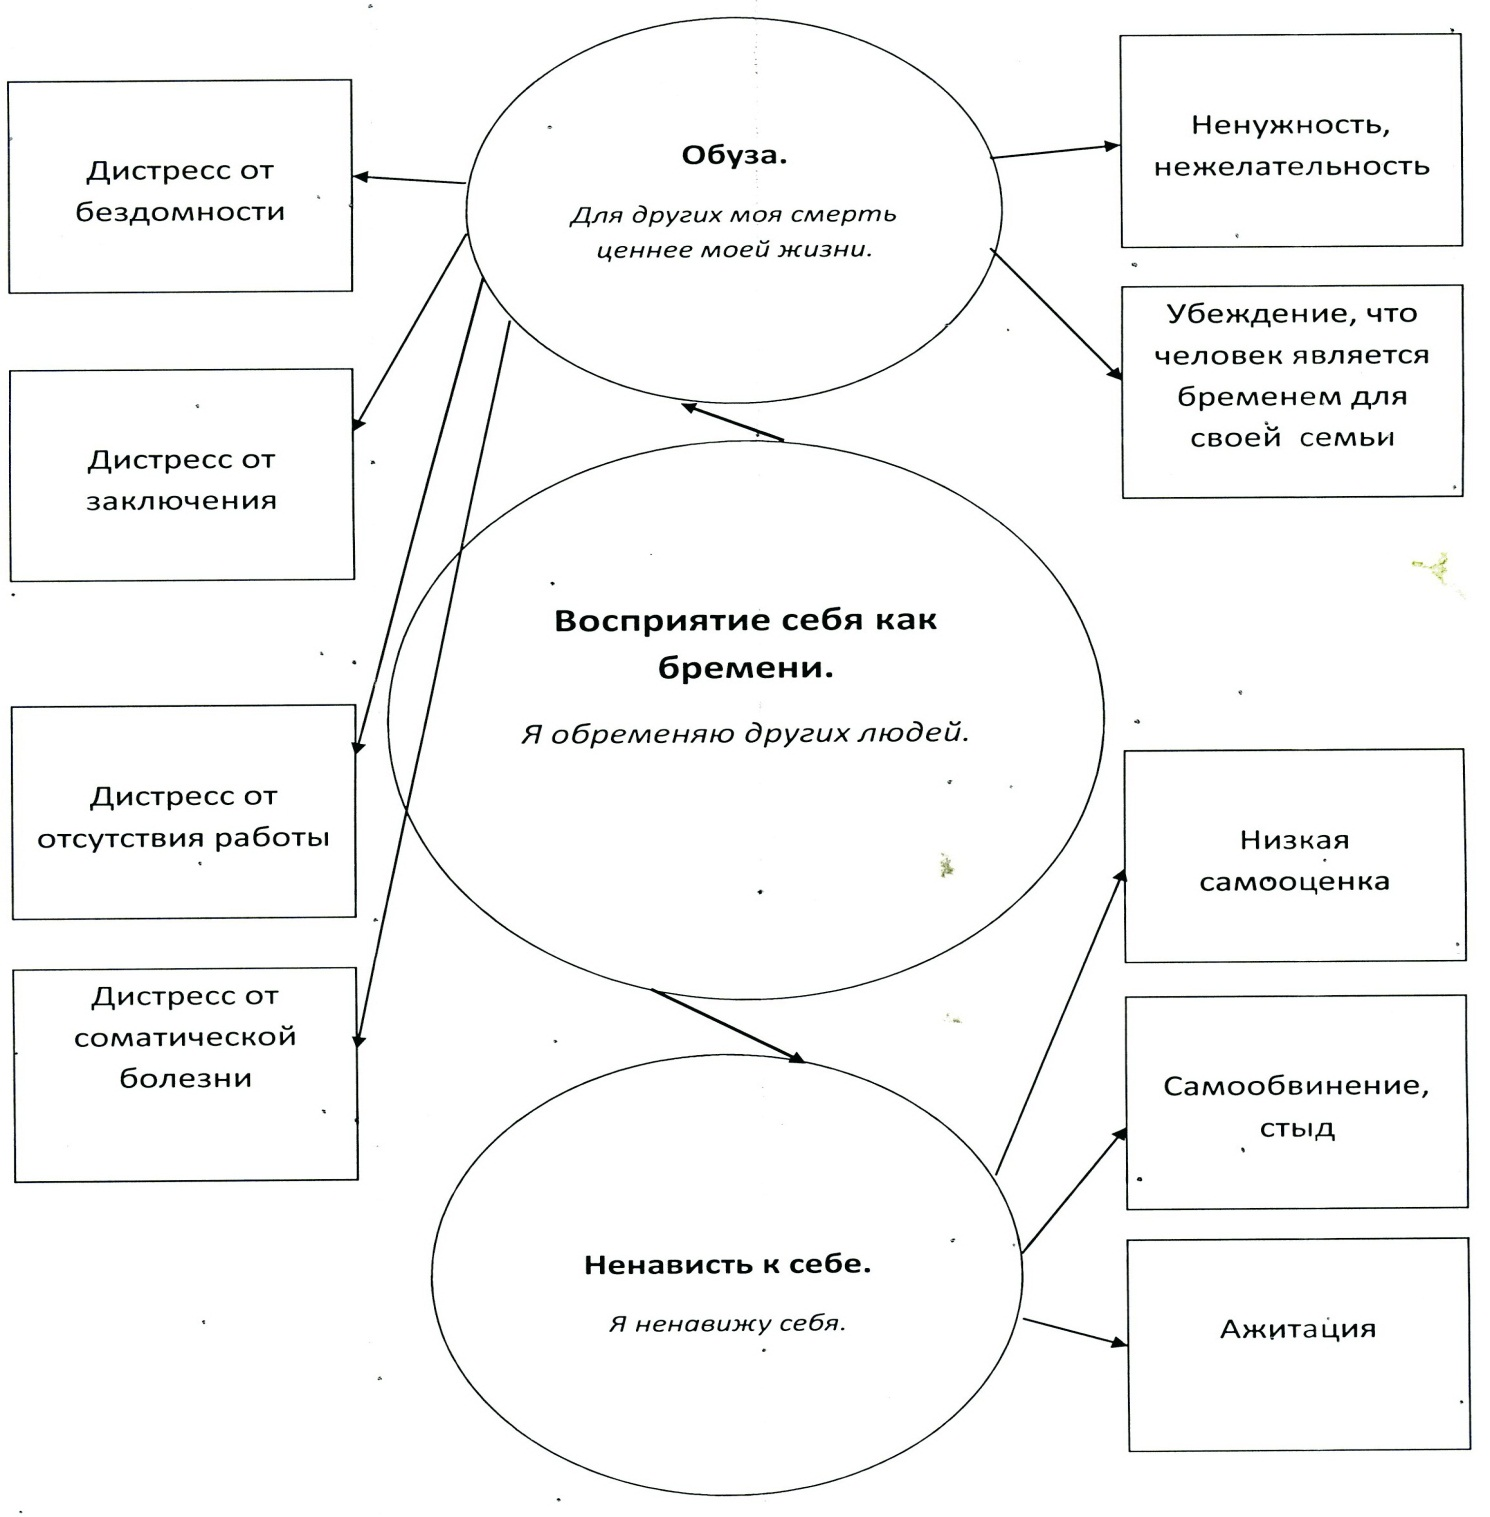 Обуза.
Для других моя смерть
ценнее моей жизни.
Дистресс от
бездомности
Дистресс от
заключения
Дистресс от
отсутствия работы
Дистресс от
соматической
болезни
Ненужность,
нежелательность
Убеждение, что
человек является
бременем для
своей семьи
Восприятие себя как
бремени.
Я обременяю других людей.
Низкая
самооценка
Самообвинение,
стыд
Ажитация
Ненависть к себе.
Я ненавижу себя.